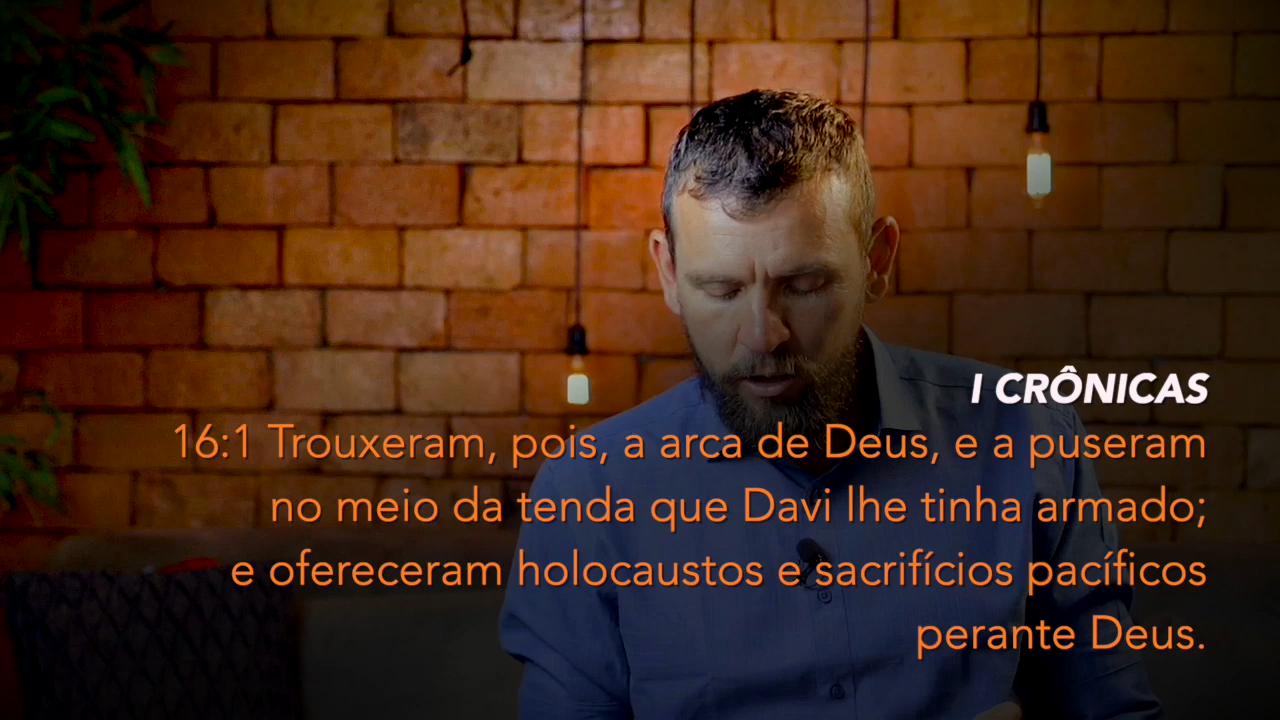 I CRÔNICAS
16:1 Trouxeram, pois, a arca de Deus, e a puseram
no meio da tenda que Davi lhe tinha armado;
e ofereceram holocaustos e sacrifícios pacíficos
perante Deus.